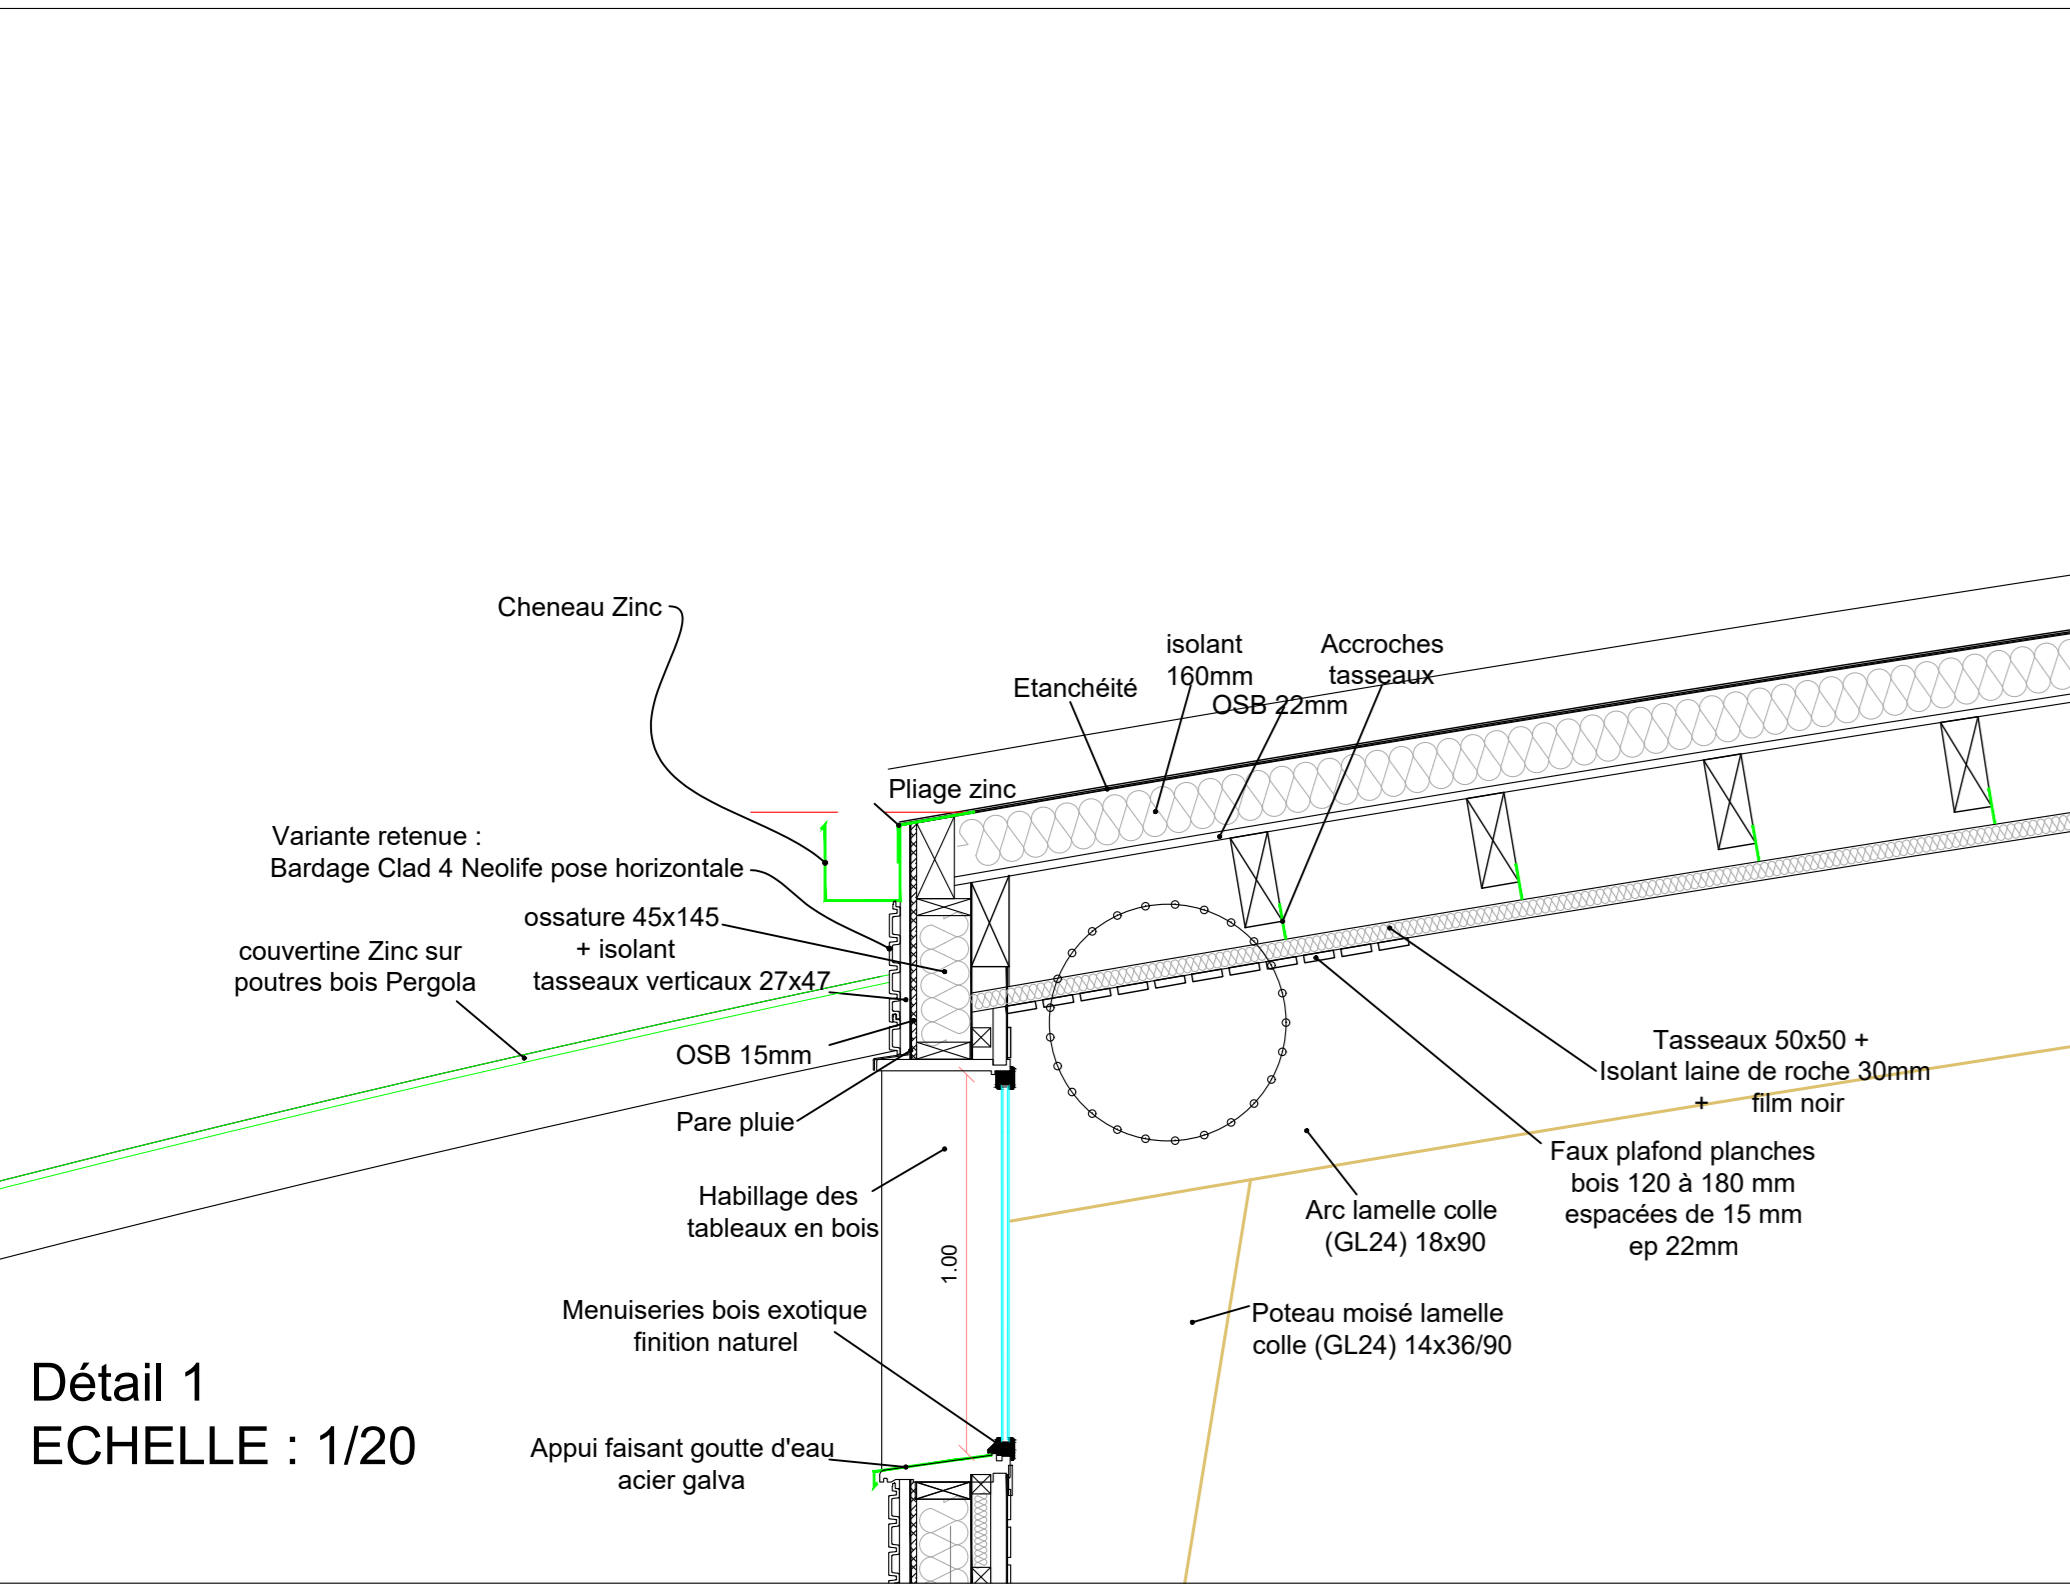 Cheneau Zinc
isolant
160mm
Accroches
tasseaux
Etanchéité
OSB 22mm
Pliage zinc
Variante retenue :
Bardage Clad 4 Neolife pose horizontale
ossature 45x145
+ isolant
tasseaux verticaux 27x47
couvertine Zinc sur
poutres bois Pergola
OSB 15mm
Pare pluie
Tasseaux 50x50 +
Isolant laine de roche 30mm
+ film noir
Faux plafond planches
bois 120 à 180 mm
espacées de 15 mm
ep 22mm
Habillage des
tableaux en bois
Arc lamelle colle
(GL24) 18x90
1.00
Menuiseries bois exotique
finition naturel
Poteau moisé lamelle
colle (GL24) 14x36/90
Détail 1
ECHELLE : 1/20
Appui faisant goutte d'eau
acier galva